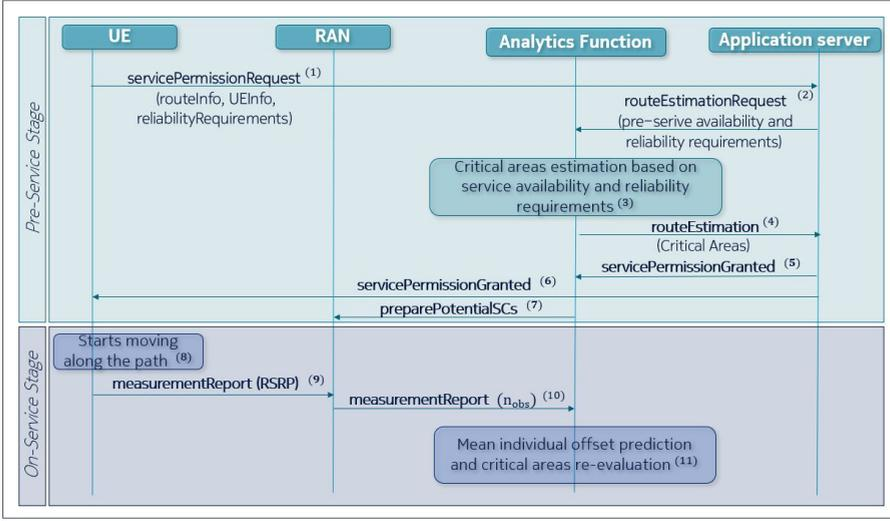 UE
RAN
Analytics Function
Application server
Pre-Service Stage
servicePermissionRequest (1)
(routeInfo, UEInfo,
reliabilityRequirements)
routeEstimationRequest (2)
(pre-serive availability and
reliability requirements)
Critical areas estimation based on
service availability and reliability
requirements (3)
routeEstimation (4)
(Critical Areas)
servicePermissionGranted (5)
servicePermissionGranted (6)
preparePotentialSCs (7)
On-Service Stage
Starts moving
along the path (8)
measurementReport (RSRP) (9)
measurementReport (n_obs) (10)
Mean individual offset prediction
and critical areas re-evaluation (11)